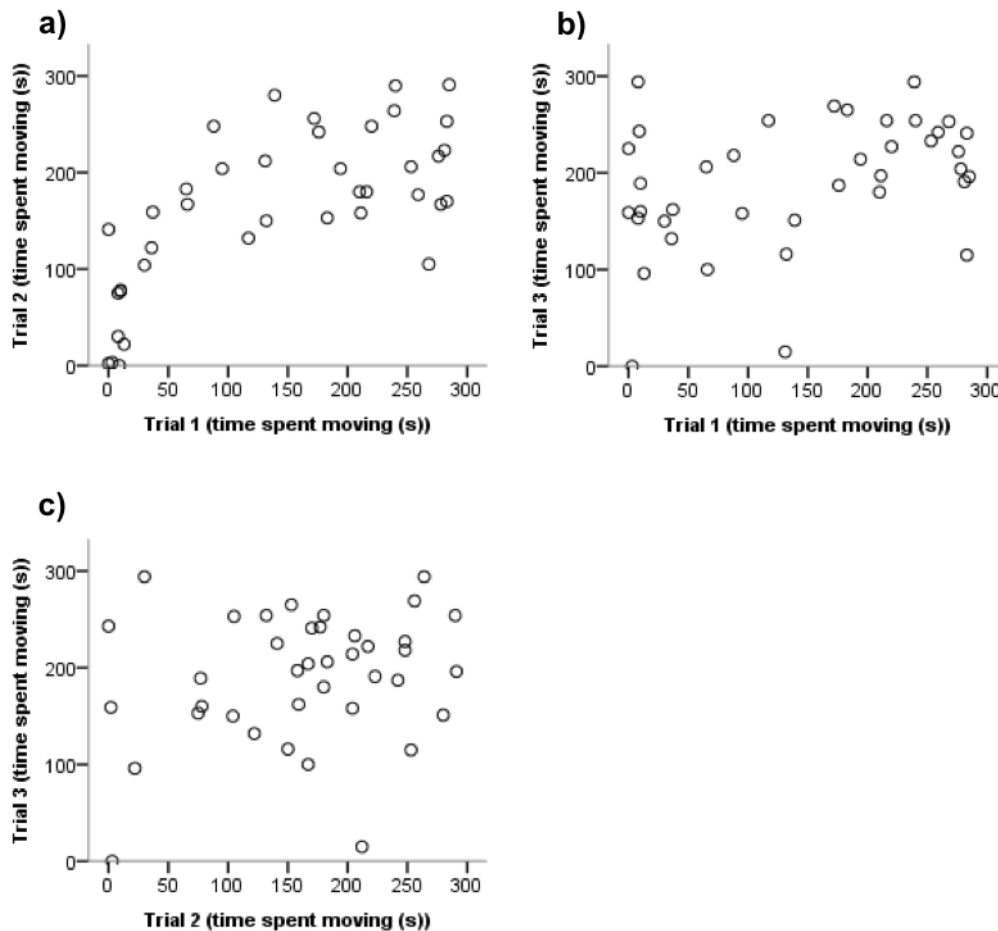 a)
300
200
100
0
0 50 100 150 200 250 300
Trial 2 (time spent moving (s))
Trial 1 (time spent moving (s))
b)
300
200
100
0
0 50 100 150 200 250 300
Trial 3 (time spent moving (s))
Trial 1 (time spent moving (s))
c)
300
200
100
0
0 50 100 150 200 250 300
Trial 3 (time spent moving (s))
Trial 2 (time spent moving (s))